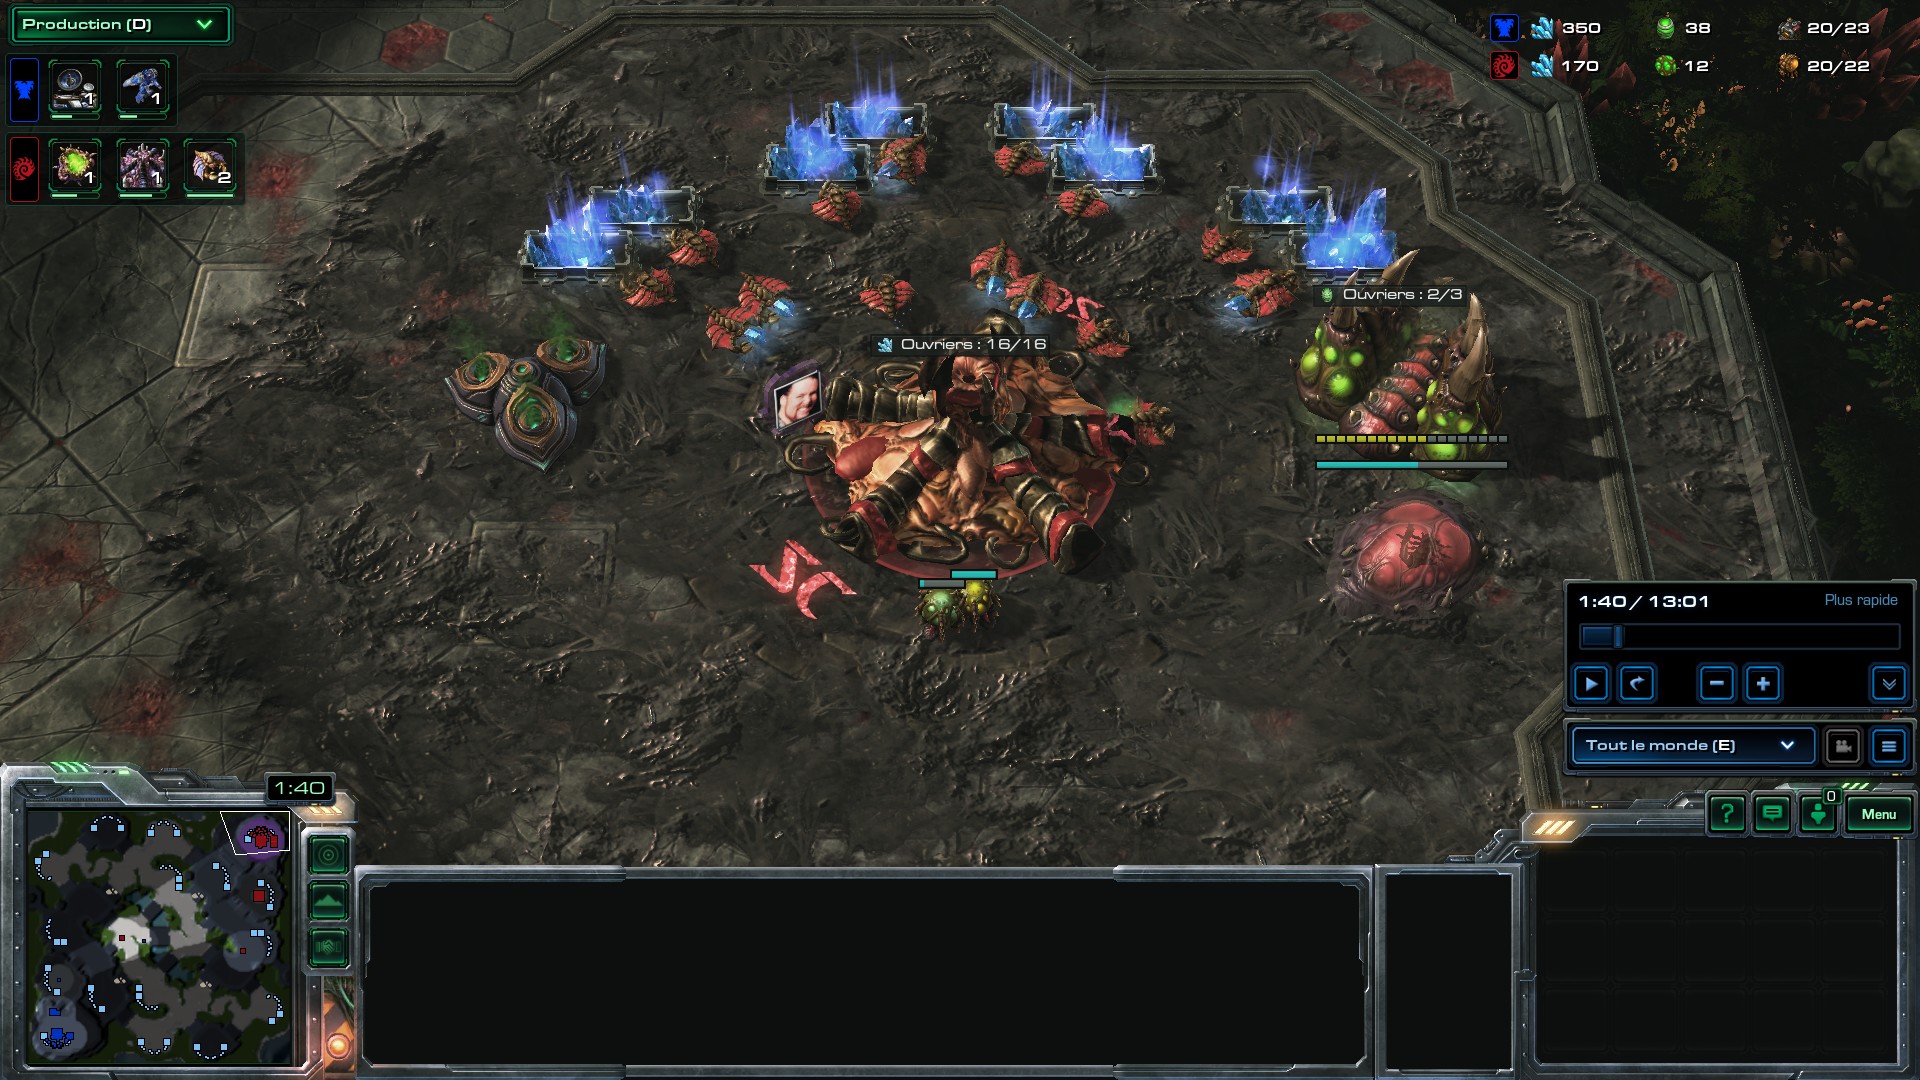 Production (D)
350 38 20/23
170 12 20/22
1 1
1 1 2
Ouvriers : 2/3
Ouvriers : 16/16
1:40 / 13:01 Plus rapide
Tout le monde (E)
1:40
0
? Menu